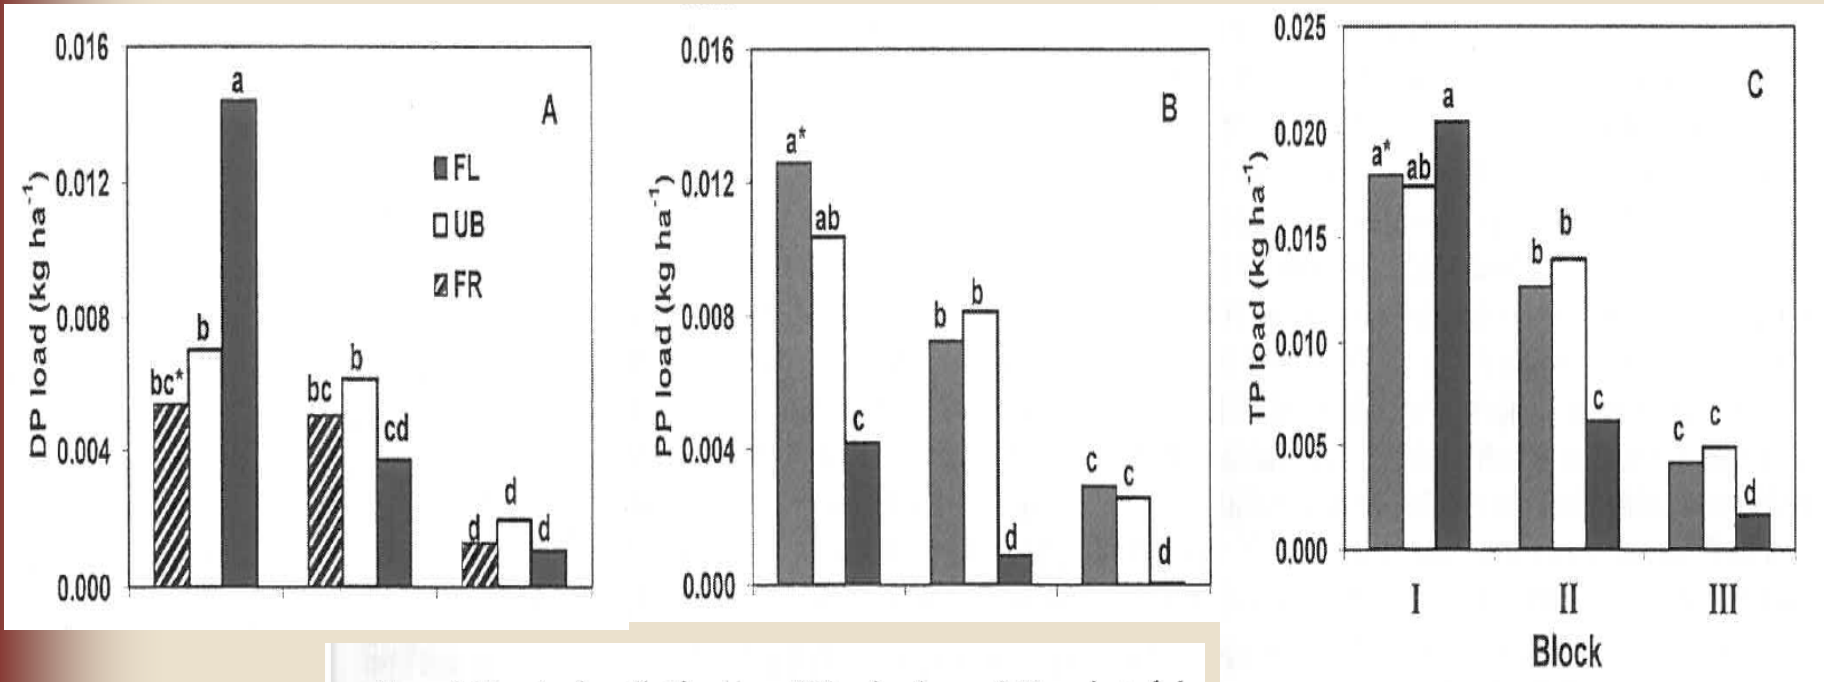 A
DP load (kg ha⁻¹)
0.016
0.012
0.008
0.004
0.000
FL
UB
FR
bc* b a
bc b cd
d d d
B
PP load (kg ha⁻¹)
0.016
0.012
0.008
0.004
0.000
a* ab c
b b d
c c d
C
TP load (kg ha⁻¹)
0.025
0.020
0.015
0.010
0.005
0.000
a* ab a
b b c
c c d
I II III
Block